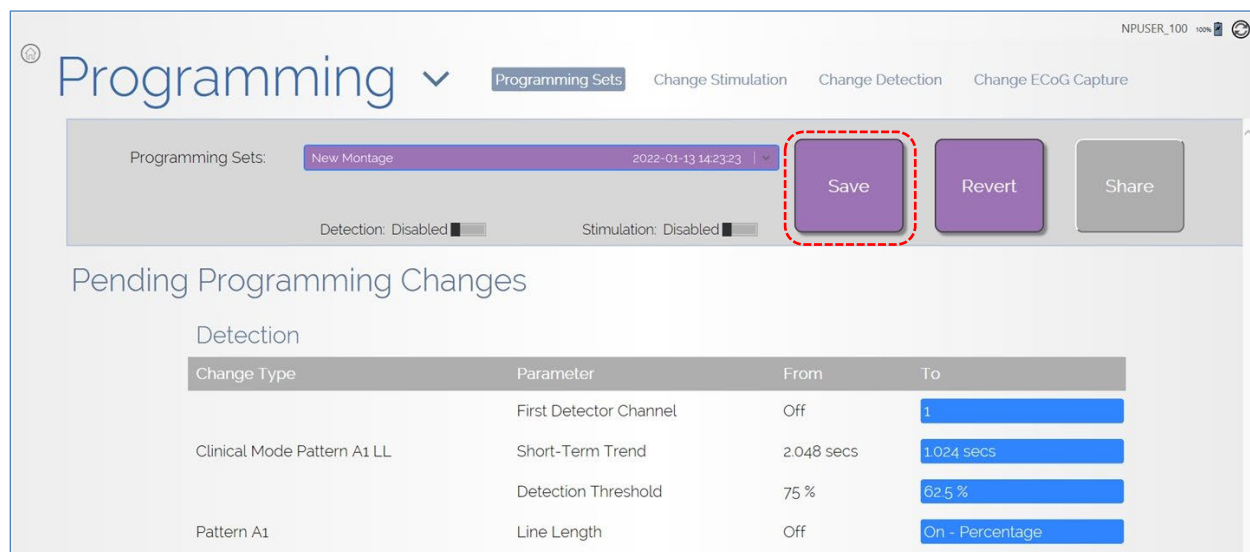 NPUSER_100 100%
Programming Programming Sets Change Stimulation Change Detection Change ECoG Capture
Programming Sets: New Montage 2022-01-13 14:23:23 Save Revert Share
Detection: Disabled Stimulation: Disabled
Pending Programming Changes
Detection
Change Type Parameter From To
First Detector Channel Off 1
Clinical Mode Pattern A1 LL Short-Term Trend 2.048 secs 1.024 secs
Detection Threshold 75 % 62.5 %
Pattern A1 Line Length Off On - Percentage